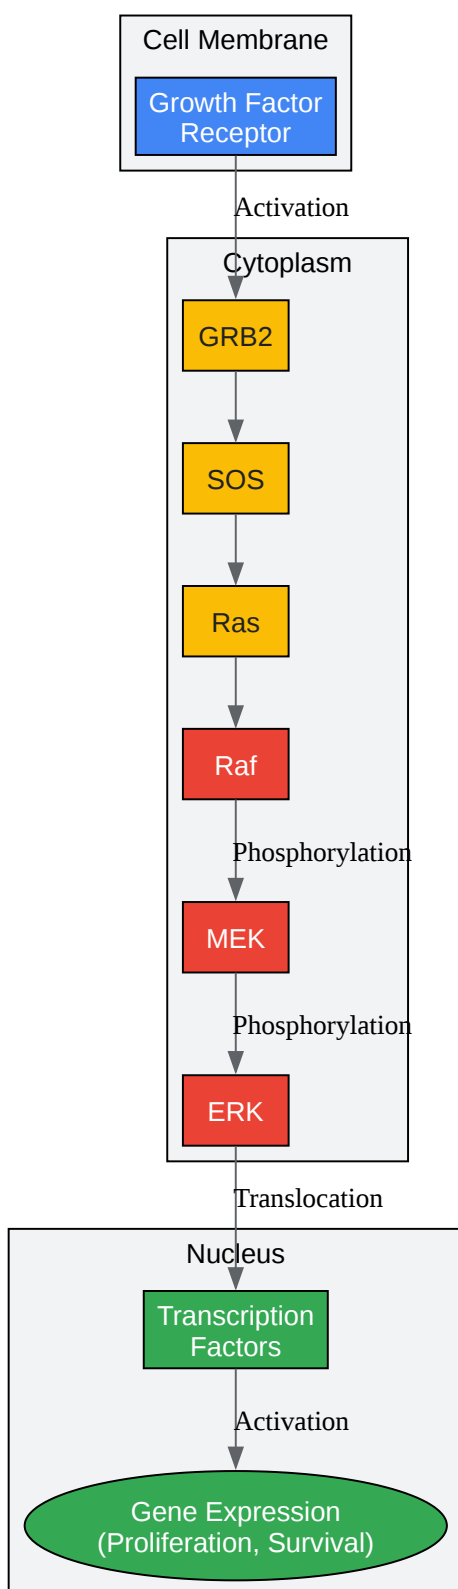 Cell Membrane
Growth Factor
Receptor
Activation
Cytoplasm
GRB2
SOS
Ras
Raf
Phosphorylation
MEK
Phosphorylation
ERK
Translocation
Nucleus
Transcription
Factors
Activation
Gene Expression
(Proliferation, Survival)